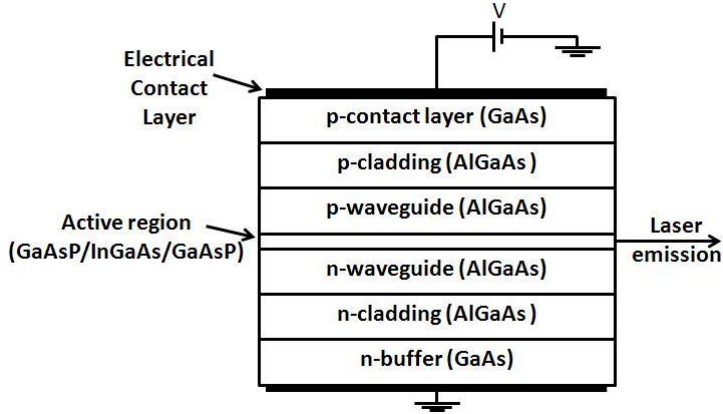 V
Electrical
Contact
Layer
p-contact layer (GaAs)
p-cladding (AlGaAs )
p-waveguide (AlGaAs)
Active region
(GaAsP/InGaAs/GaAsP)
Laser
emission
n-waveguide (AlGaAs)
n-cladding (AlGaAs )
n-buffer (GaAs)